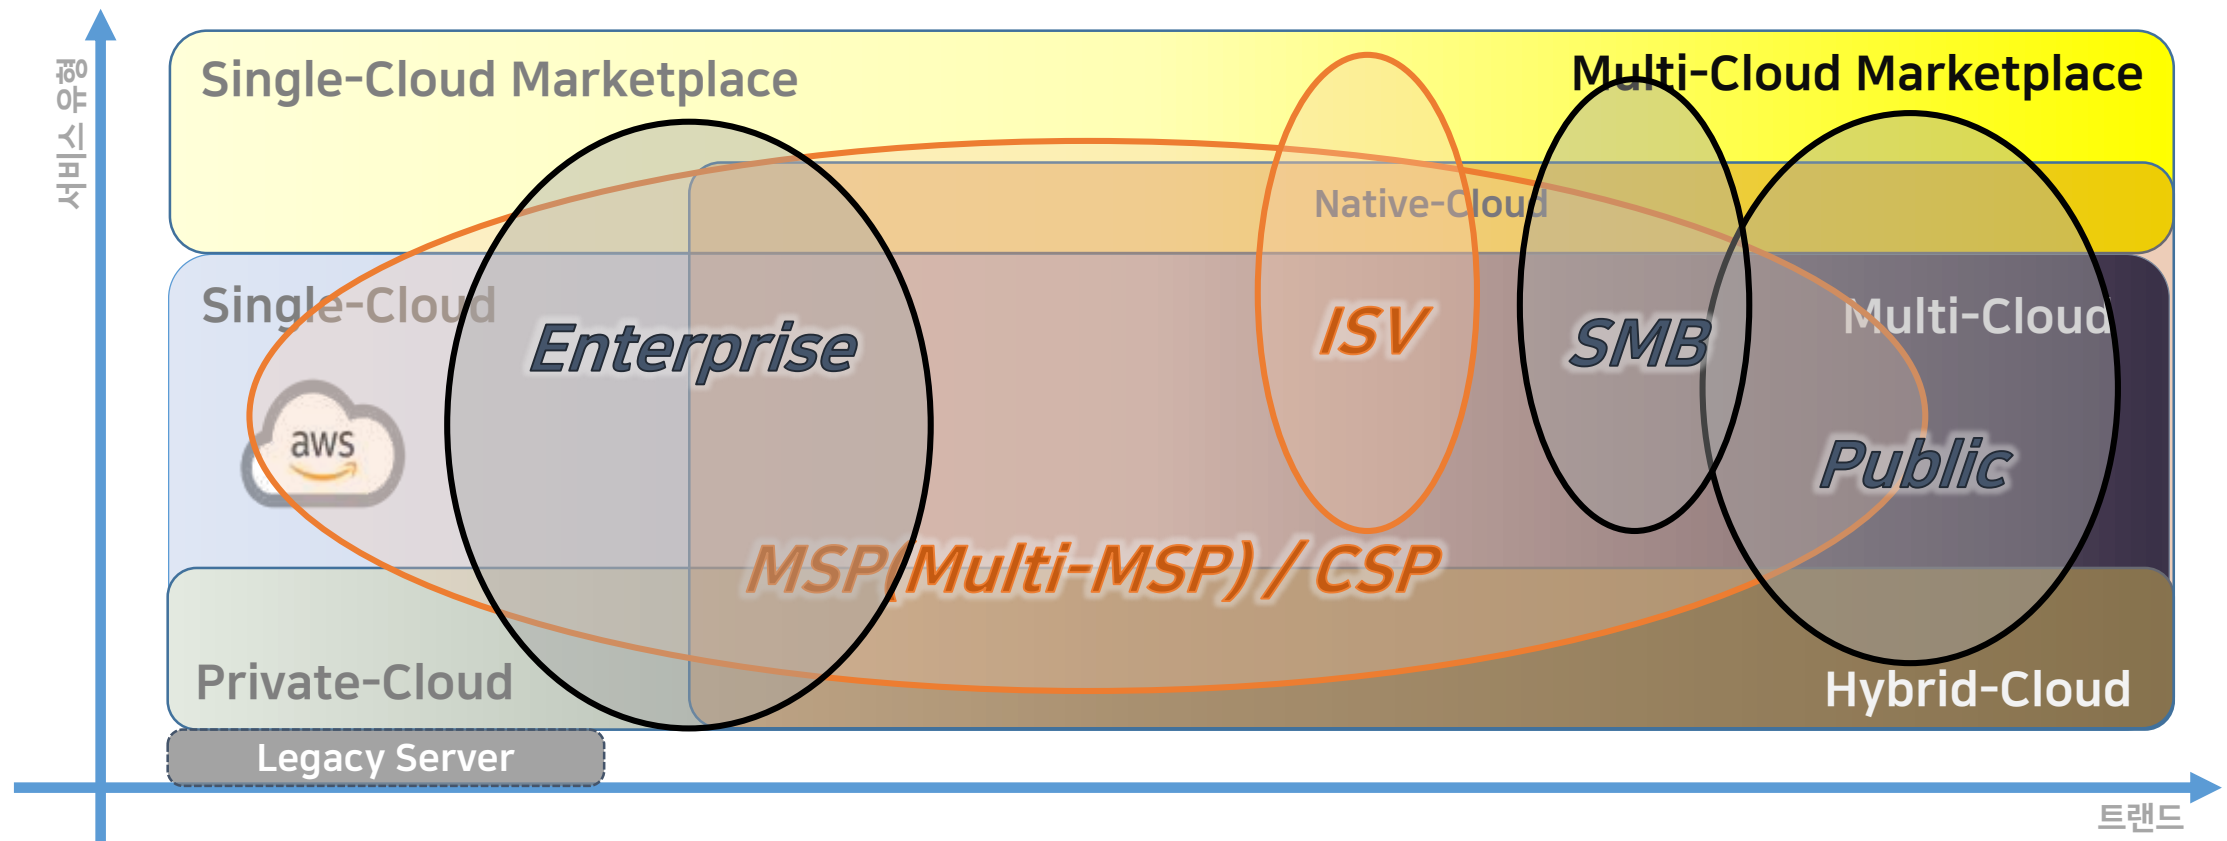 서비스 유형
Single-Cloud Marketplace
Multi-Cloud Marketplace
Native-Cloud
Single-Cloud
Multi-Cloud
Enterprise
ISV
SMB
aws
Public
MSP(Multi-MSP) / CSP
Private-Cloud
Hybrid-Cloud
Legacy Server
트랜드